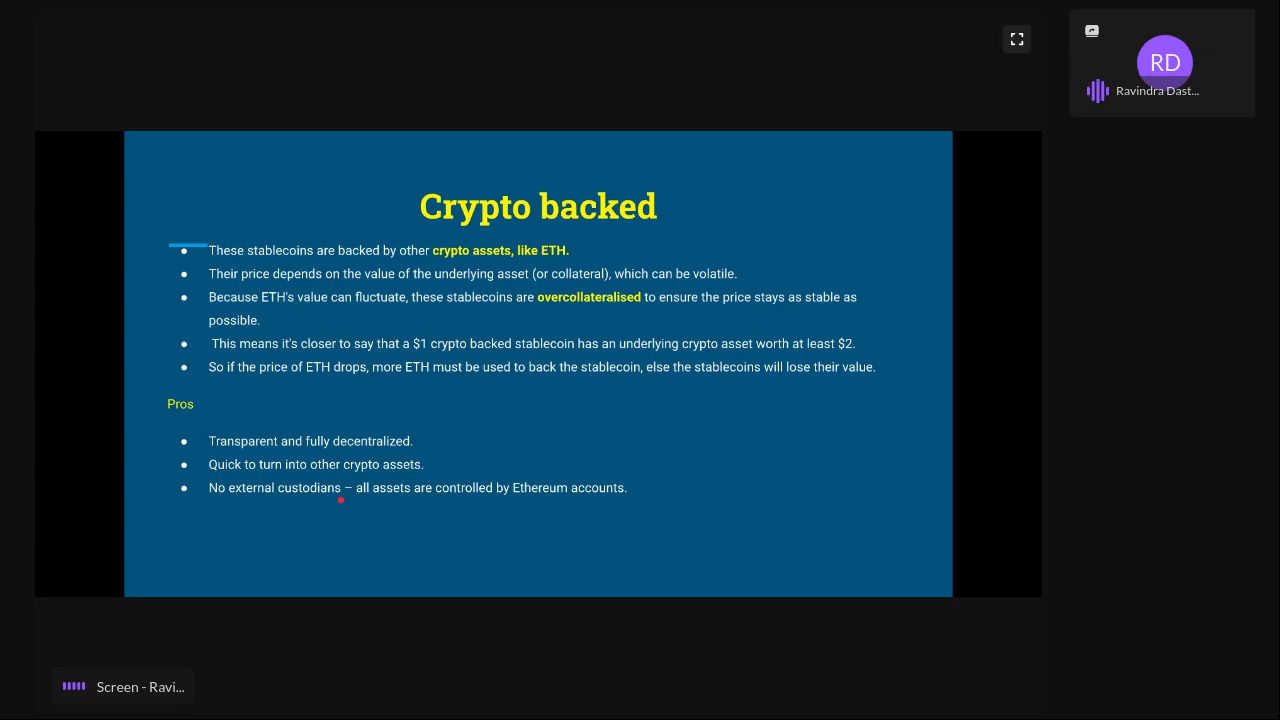 RD
Ravindra Dast...
Crypto backed
● These stablecoins are backed by other crypto assets, like ETH.
● Their price depends on the value of the underlying asset (or collateral), which can be volatile.
● Because ETH's value can fluctuate, these stablecoins are overcollateralised to ensure the price stays as stable as
possible.
● This means it's closer to say that a $1 crypto backed stablecoin has an underlying crypto asset worth at least $2.
● So if the price of ETH drops, more ETH must be used to back the stablecoin, else the stablecoins will lose their value.
Pros
● Transparent and fully decentralized.
● Quick to turn into other crypto assets.
● No external custodians – all assets are controlled by Ethereum accounts.
Screen - Ravi...